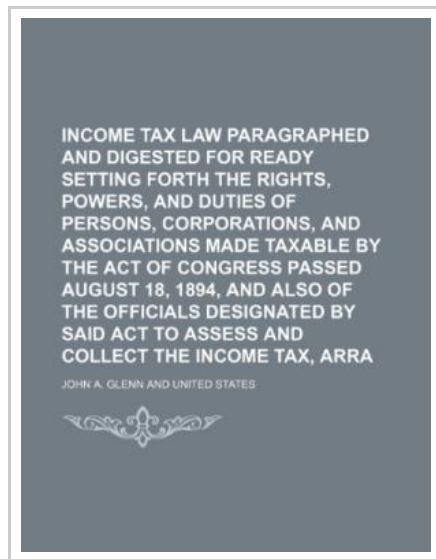 INCOME TAX LAW PARAGRAPHED
AND DIGESTED FOR READY
SETTING FORTH THE RIGHTS,
POWERS, AND DUTIES OF
PERSONS, CORPORATIONS, AND
ASSOCIATIONS MADE TAXABLE BY
THE ACT OF CONGRESS PASSED
AUGUST 18, 1894, AND ALSO OF
THE OFFICIALS DESIGNATED BY
SAID ACT TO ASSESS AND
COLLECT THE INCOME TAX, ARRA
JOHN A. GLENN AND UNITED STATES